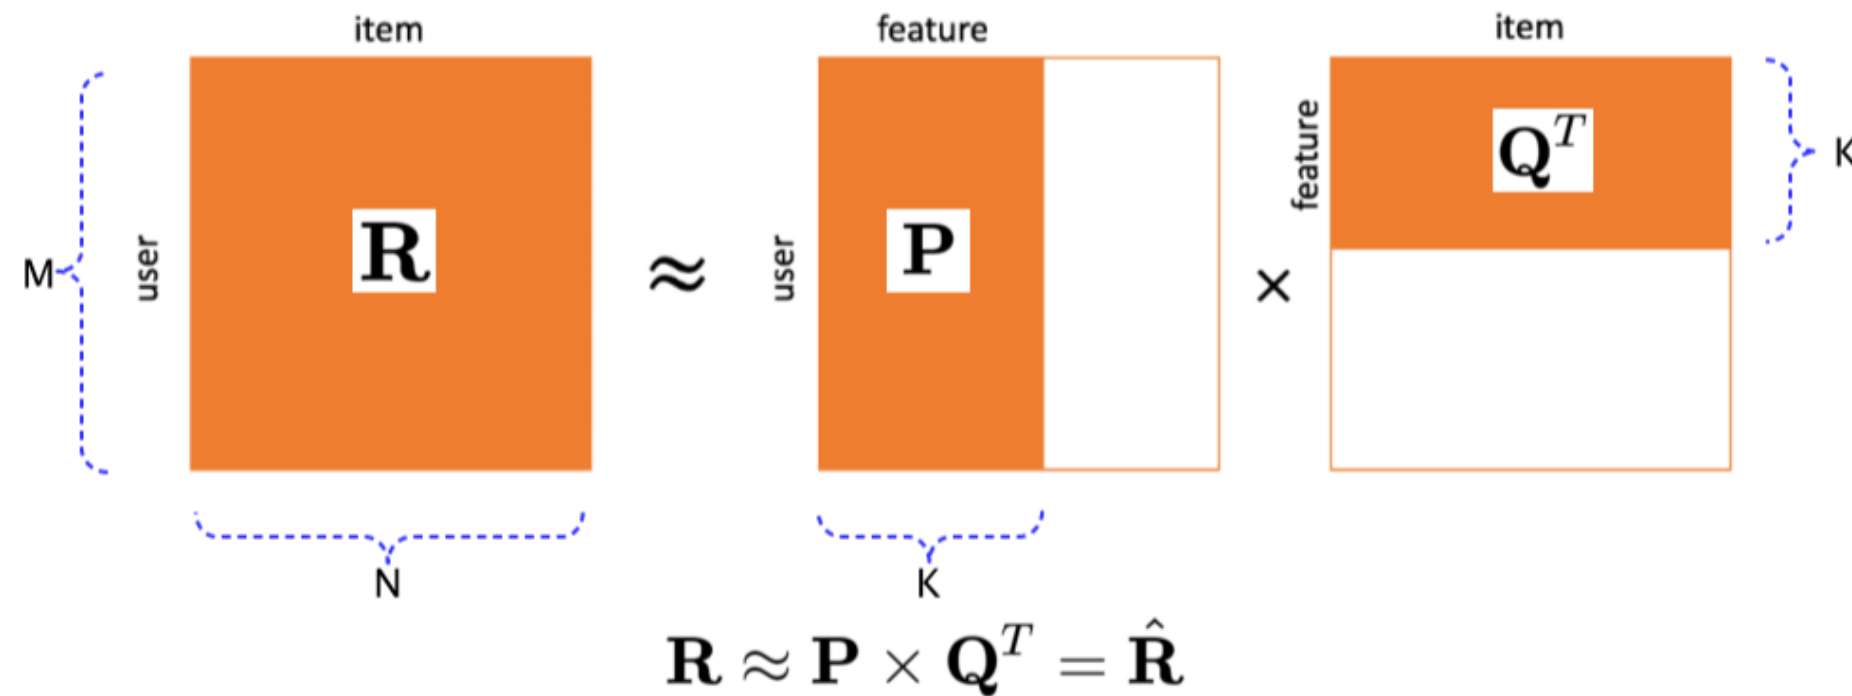 item
feature
item
M
user
R
≈
user
P
×
feature
Q^T
K
N
K
R ≈ P × Q^T = R̂